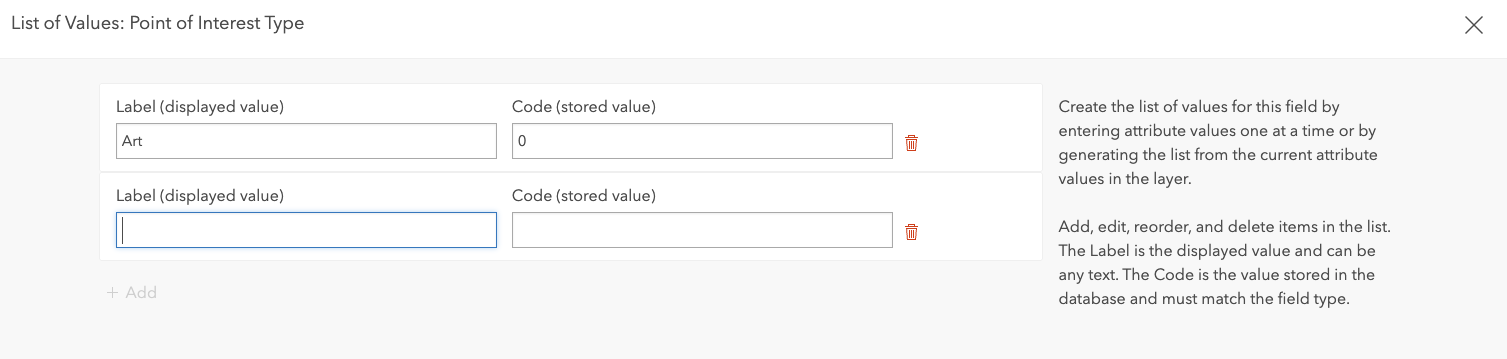 List of Values: Point of Interest Type
Label (displayed value) Code (stored value)
Art 0
Label (displayed value) Code (stored value)
+ Add
Create the list of values for this field by
entering attribute values one at a time or by
generating the list from the current attribute
values in the layer.
Add, edit, reorder, and delete items in the list.
The Label is the displayed value and can be
any text. The Code is the value stored in the
database and must match the field type.